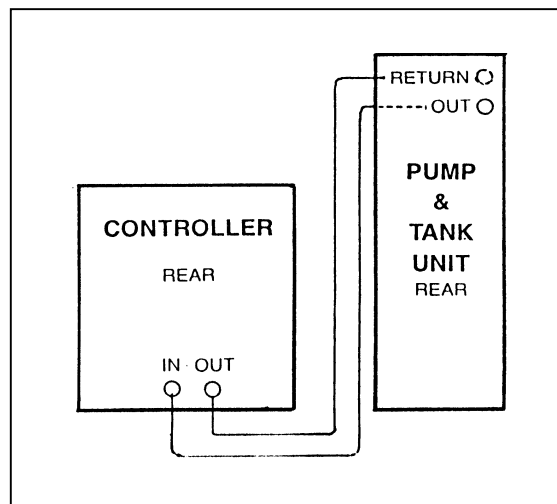 RETURN
OUT
PUMP
&
TANK
UNIT
REAR
CONTROLLER
REAR
IN OUT